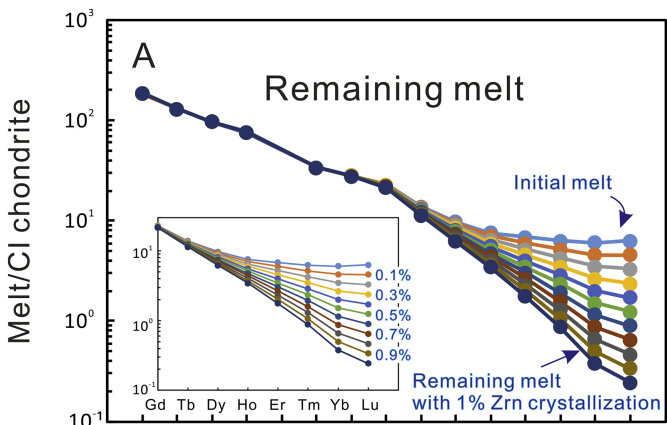 10³
A
Remaining melt
10²
Melt/CI chondrite
Initial melt
10¹
10¹
0.1%
0.3%
10⁰
0.5%
10⁰
0.7%
0.9%
10⁻¹
Gd Tb Dy Ho Er Tm Yb Lu
Remaining melt
with 1% Zrn crystallization
10⁻¹